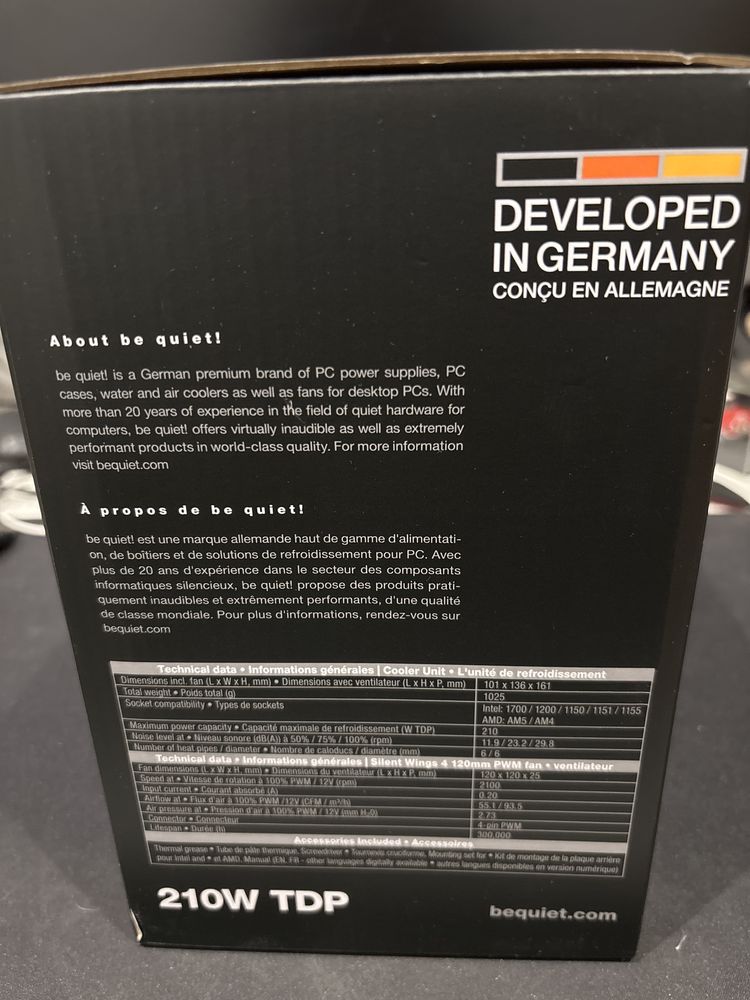 DEVELOPED
IN GERMANY
CONÇU EN ALLEMAGNE
About be quiet!
be quiet! is a German premium brand of PC power supplies, PC
cases, water and air coolers as well as fans for desktop PCs. With
more than 20 years of experience in the field of quiet hardware for
computers, be quiet! offers virtually inaudible as well as extremely
performant products in world-class quality. For more information
visit bequiet.com
À propos de be quiet!
be quiet! est une marque allemande haut de gamme d'alimentati-
on, de boîtiers et de solutions de refroidissement pour PC. Avec
plus de 20 ans d'expérience dans le secteur des composants
informatiques silencieux, be quiet! propose des produits prati-
quement inaudibles et extrêmement performants, d'une qualité
de classe mondiale. Pour plus d'informations, rendez-vous sur
bequiet.com
Technical data • Informations générales | Cooler Unit • L'unité de refroidissement
Dimensions incl. fan (L x W x H, mm) • Dimensions avec ventilateur (L x H x P, mm) 101 x 136 x 161
Total weight • Poids total (g) 1025
Socket compatibility • Types de sockets Intel: 1700 / 1200 / 1150 / 1151 / 1155
AMD: AM5 / AM4
Maximum power capacity • Capacité maximale de refroidissement (W TDP) 210
Noise level at • Niveau sonore (dB(A)) à 50% / 75% / 100% (rpm) 11.9 / 23.2 / 29.8
Number of heat pipes / diameter • Nombre de caloducs / diamètre (mm) 6 / 6
Technical data • Informations générales | Silent Wings 4 120mm PWM fan • ventilateur
Fan dimensions (L x W x H, mm) • Dimensions du ventilateur (L x H x P, mm) 120 x 120 x 25
Speed at • Vitesse de rotation à 100% PWM / 12V (rpm) 2100
Input current • Courant absorbé (A) 0.20
Airflow at • Flux d'air à 100% PWM /12V (CFM / m³/h) 55.1 / 93.5
Air pressure at • Pression d'air à 100% PWM / 12V (mm H₂0) 2.73
Connector • Connecteur 4-pin PWM
Lifespan • Durée (h) 300,000
Accessories Included • Accessoires
Thermal grease • Tube de pâte thermique, Screwdriver • Tournevis cruciforme, Mounting set for • Kit de montage de la plaque arrière
pour Intel and • et AMD, Manual (EN, FR - other languages digitally available • autres langues disponibles en version numérique)
210W TDP
bequiet.com